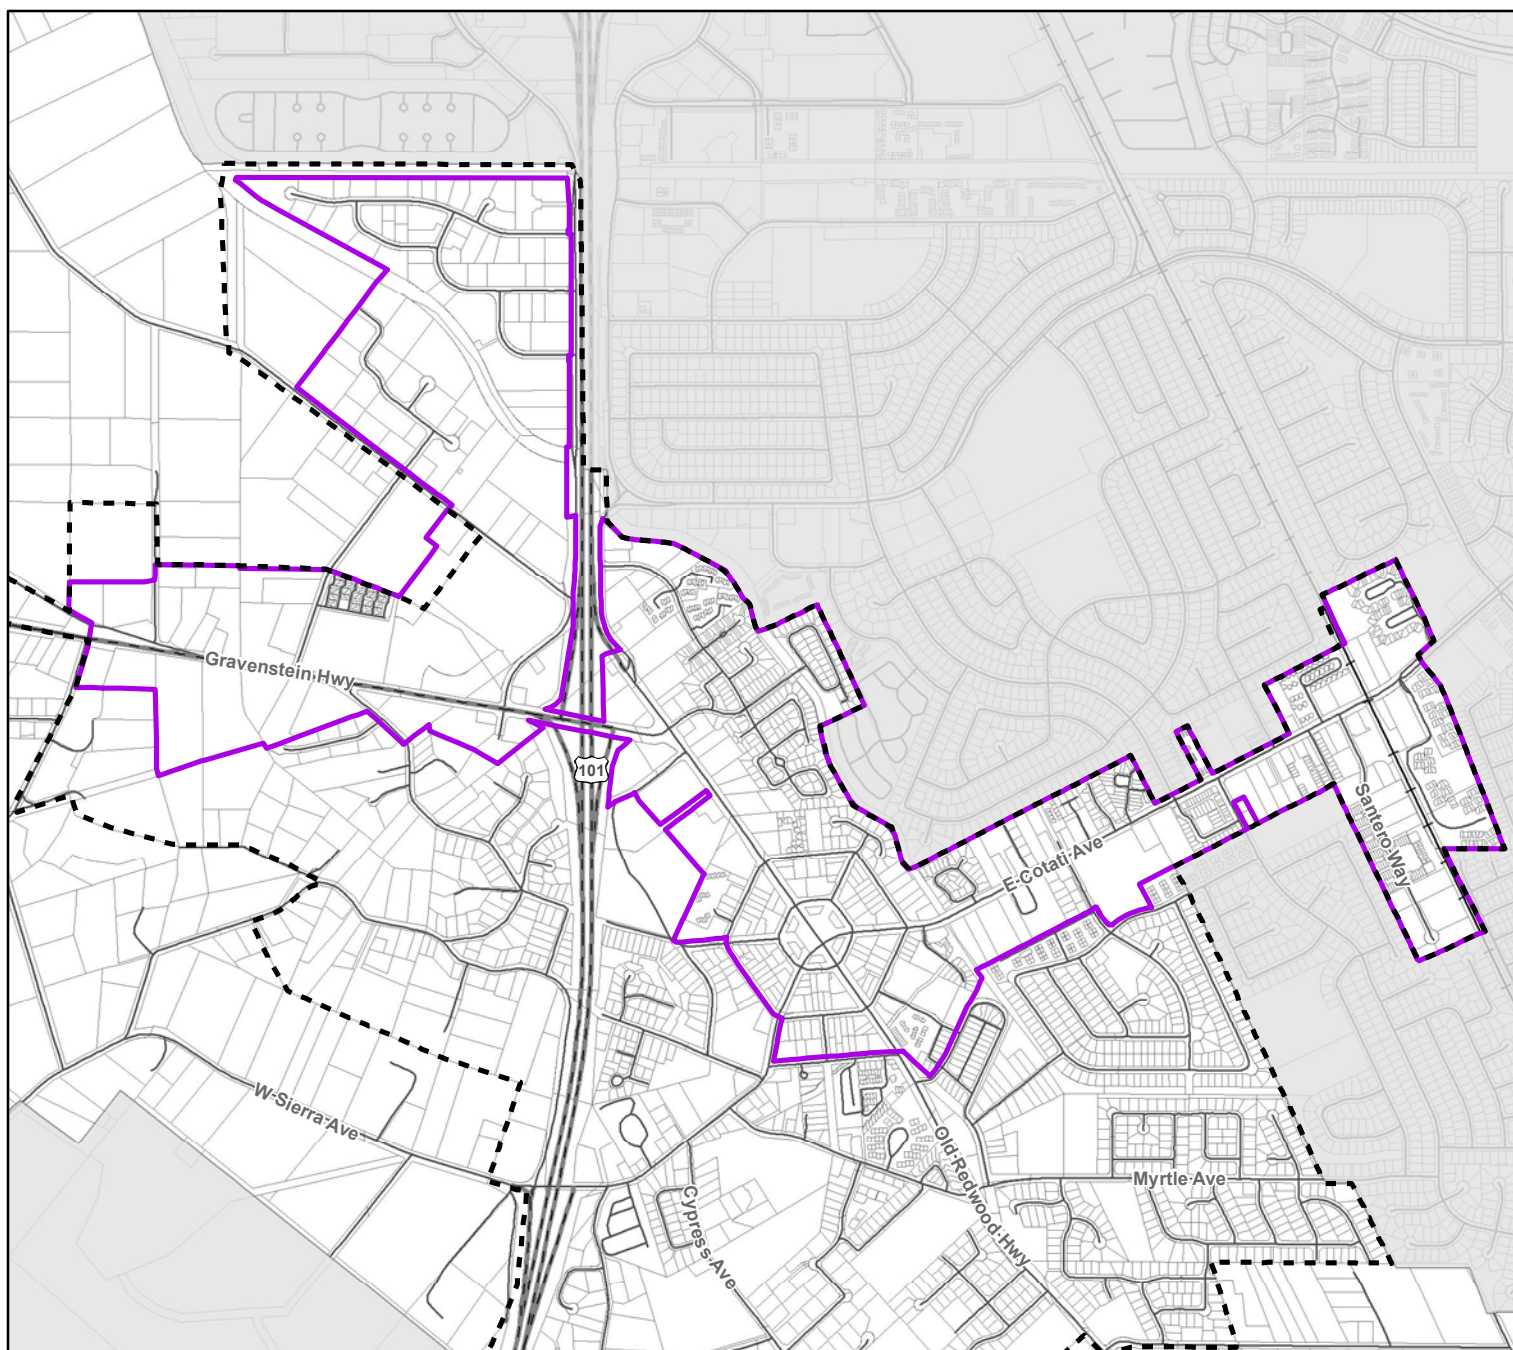 Gravenstein Hwy
101
Santero Way
E Cotati Ave
W Sierra Ave
Old Redwood Hwy
Myrtle Ave
Cypress Ave